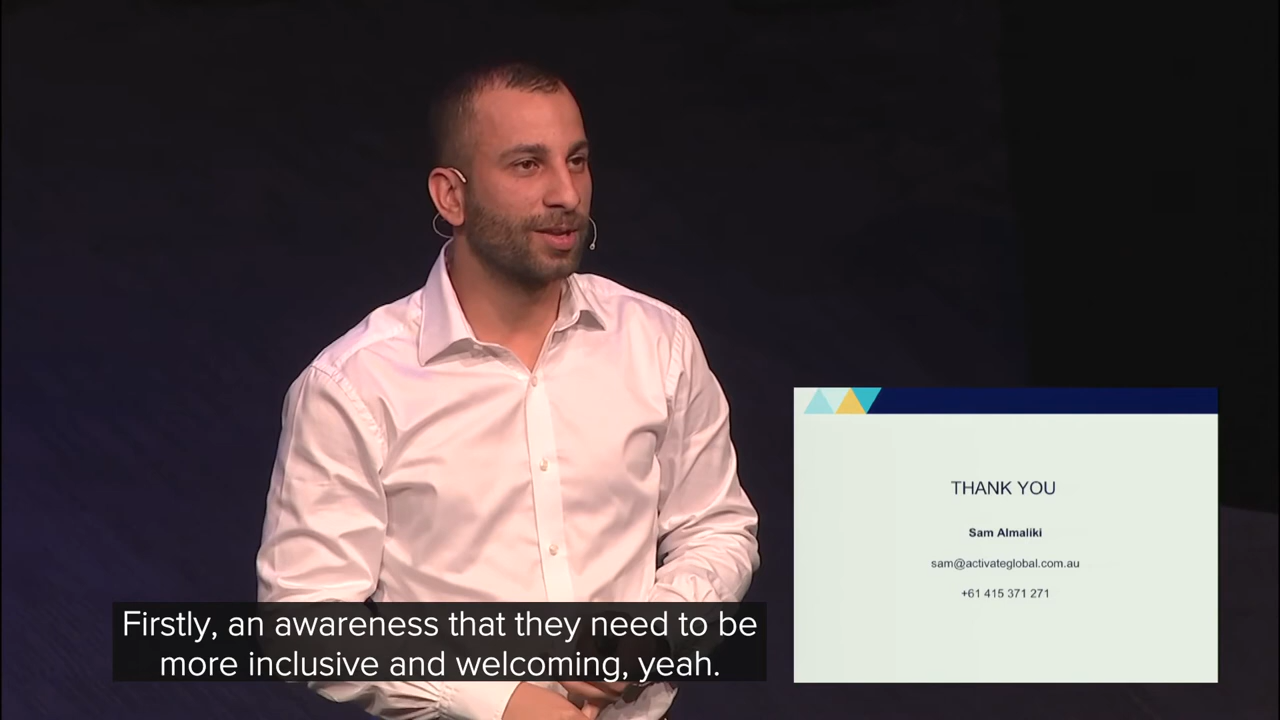 THANK YOU
Sam Almaliki
sam@activateglobal.com.au
+61 415 371 271
Firstly, an awareness that they need to be
more inclusive and welcoming, yeah.